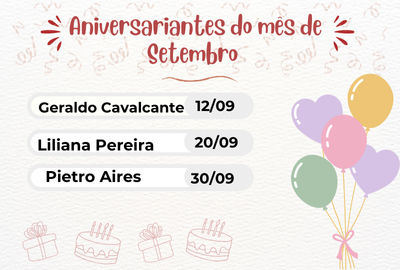 Aniversariantes do mês de
Setembro
Geraldo Cavalcante 12/09
Liliana Pereira 20/09
Pietro Aires 30/09